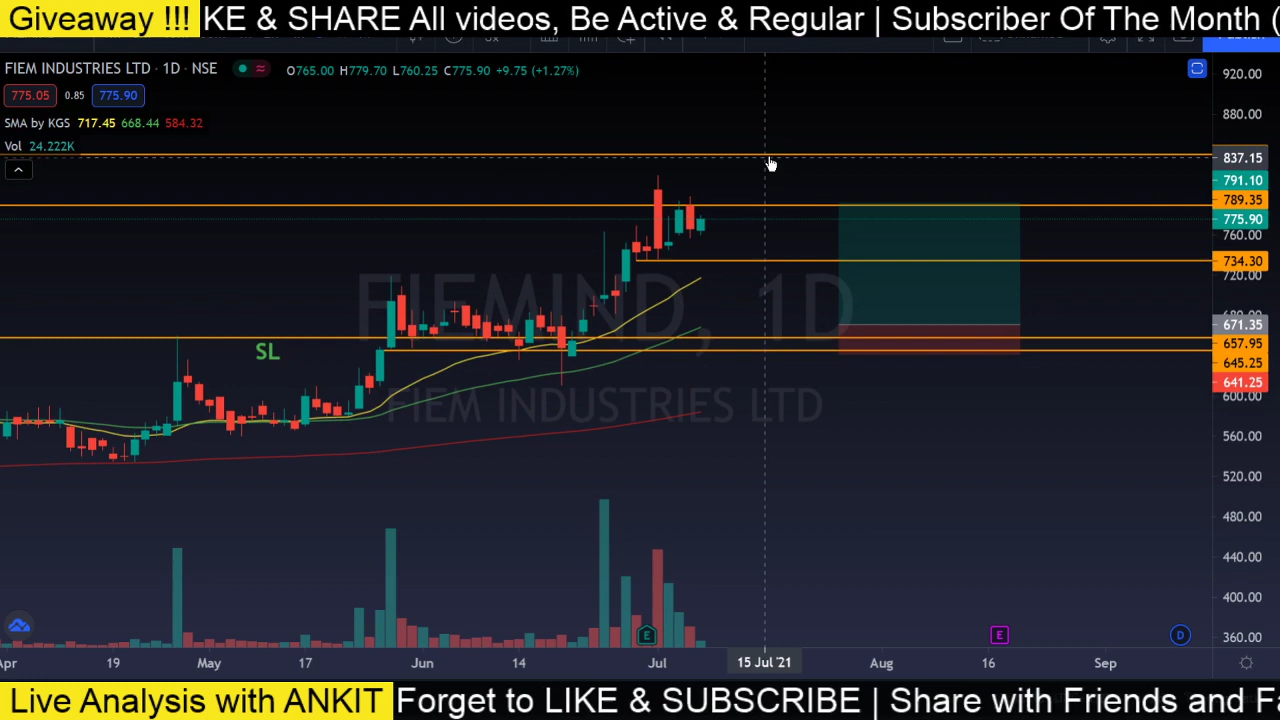 Giveaway !!! KE & SHARE All videos, Be Active & Regular | Subscriber Of The Month (
FIEM INDUSTRIES LTD · 1D · NSE O765.00 H779.70 L760.25 C775.90 +9.75 (+1.27%)
775.05 0.85 775.90
SMA by KGS 717.45 668.44 584.32
Vol 24.222K
920.00
880.00
837.15
791.10
789.35
775.90
760.00
734.30
720.00
671.35
657.95
645.25
641.25
600.00
560.00
520.00
480.00
440.00
400.00
360.00
FIEMIND, 1D
FIEM INDUSTRIES LTD
SL
E E D
Apr 19 May 17 Jun 14 Jul 15 Jul '21 Aug 16 Sep
Live Analysis with ANKIT Forget to LIKE & SUBSCRIBE | Share with Friends and Fa